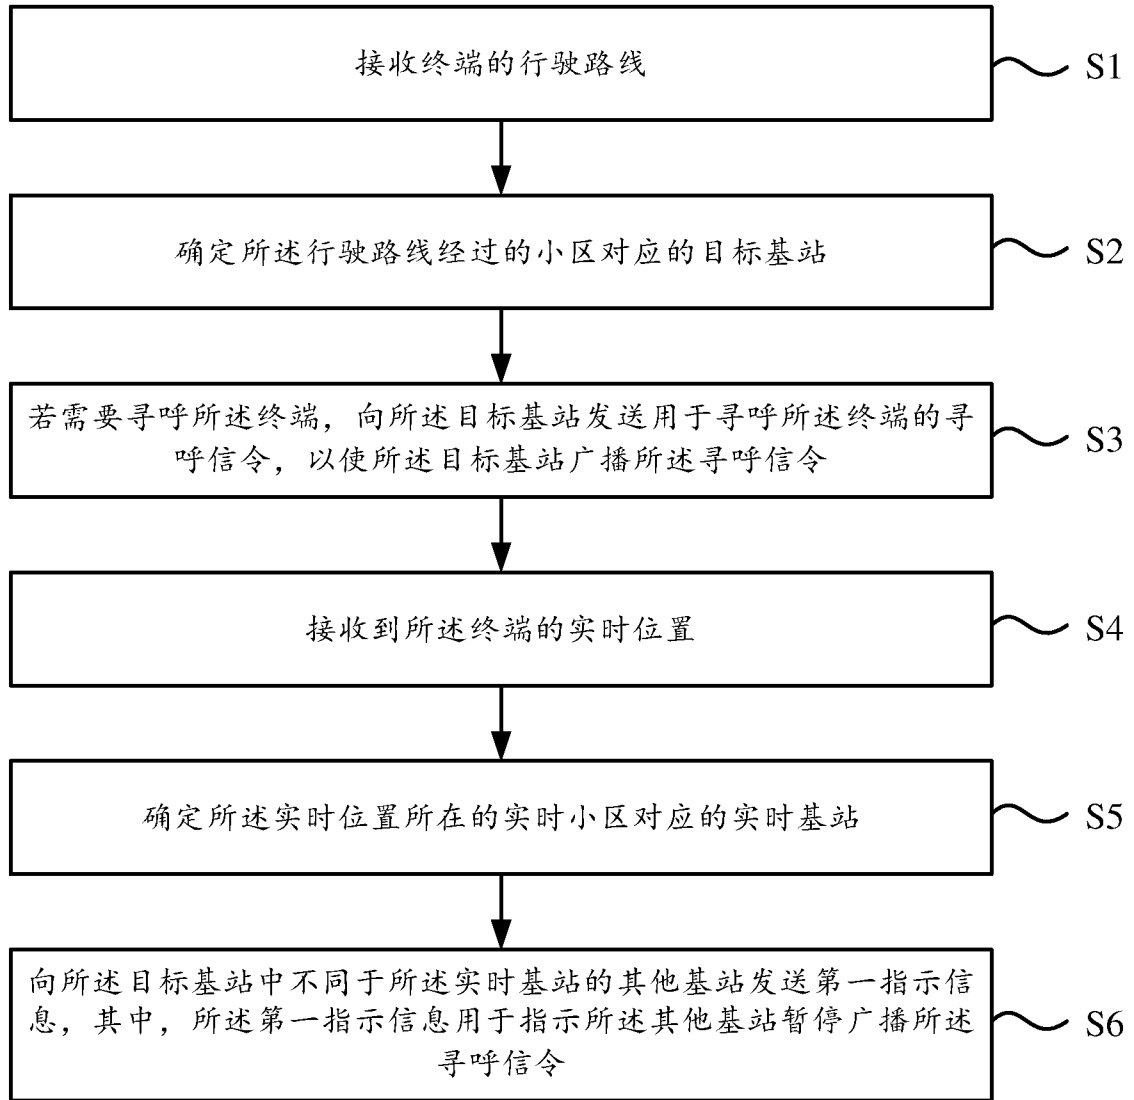 接收终端的行驶路线
S1
确定所述行驶路线经过的小区对应的目标基站
S2
若需要寻呼所述终端，向所述目标基站发送用于寻呼所述终端的寻
呼信令，以使所述目标基站广播所述寻呼信令
S3
接收到所述终端的实时位置
S4
确定所述实时位置所在的实时小区对应的实时基站
S5
向所述目标基站中不同于所述实时基站的其他基站发送第一指示信
息，其中，所述第一指示信息用于指示所述其他基站暂停广播所述
寻呼信令
S6